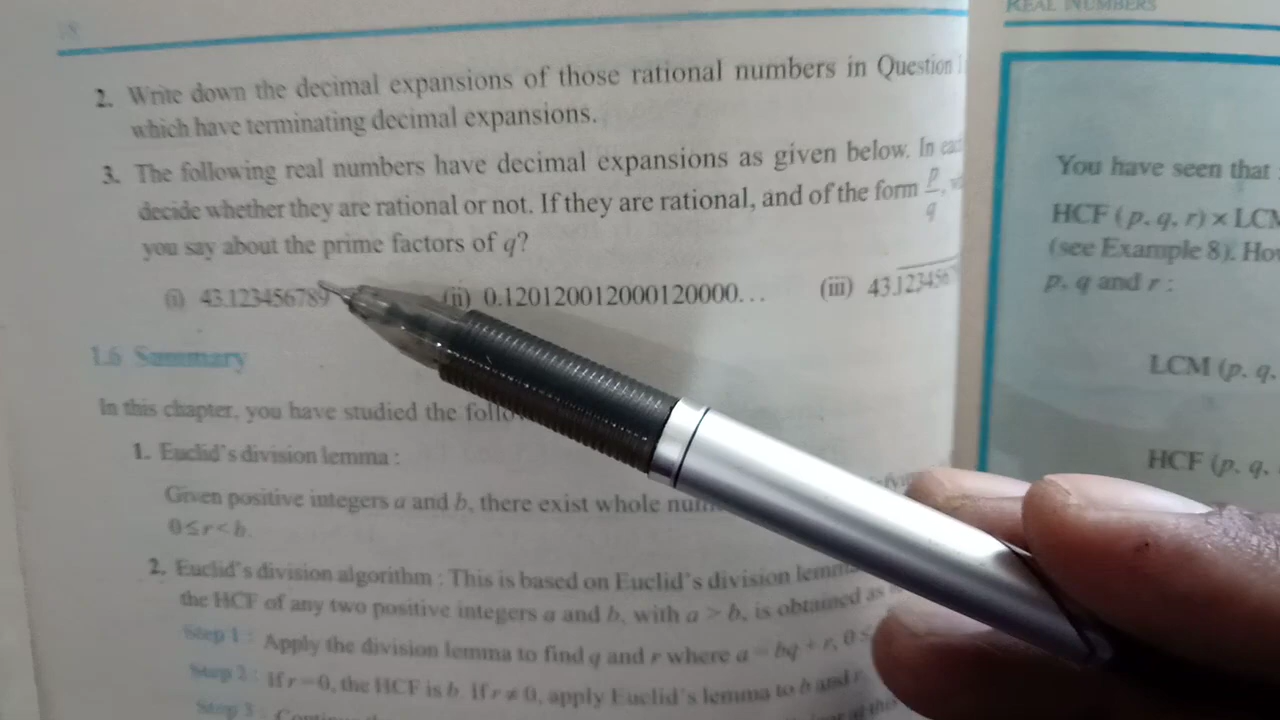 2. Write down the decimal expansions of those rational numbers in Question
which have terminating decimal expansions.
3. The following real numbers have decimal expansions as given below. In
decide whether they are rational or not. If they are rational, and of the form p/q,
you say about the prime factors of q?
(i) 43.123456789 (ii) 0.120120012000120000... (iii) 43.123456
1.6 Summary
In this chapter, you have studied the
1. Euclid's division lemma :
Given positive integers a and b, there exist whole
0 ≤ r < b.
2. Euclid's division algorithm : This is based on Euclid's division
the HCF of any two positive integers a and b, with a > b, is obtained as
Step 1 : Apply the division lemma to find q and r where a = bq + r, 0 ≤
Step 2 : If r = 0, the HCF is b. If r ≠ 0, apply Euclid's lemma to b and r.
Step 3 :
REAL NUMBERS
You have seen that
HCF (p, q, r) ×
(see Example 8).
p, q and r :
LCM (p, q,
HCF (p, q,